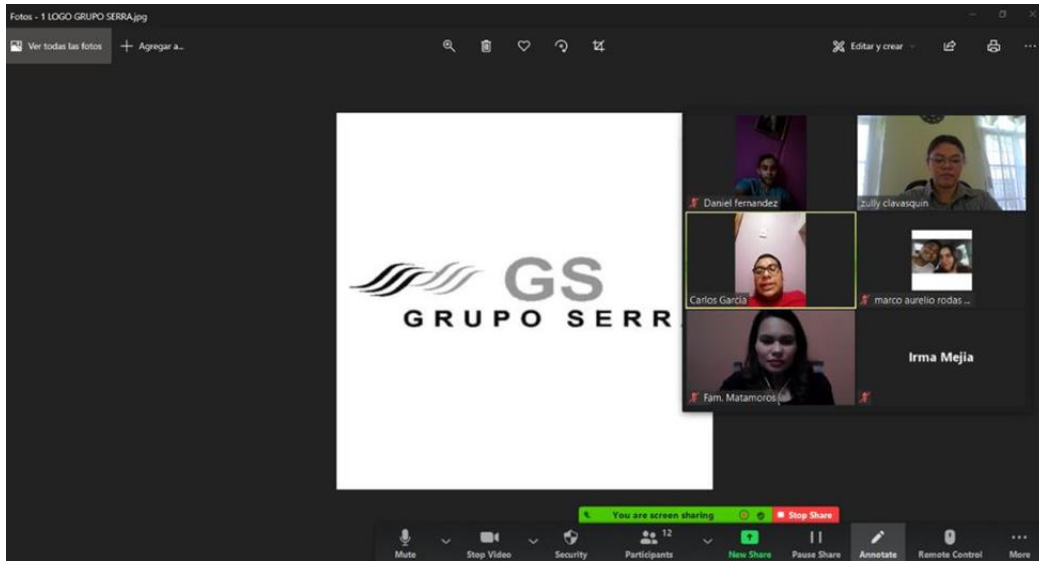 Fotos - 1 LOGO GRUPO SERRA.jpg
Ver todas las fotos
Agregar a...
Editar y crear
GS
GRUPO SERR
Daniel fernandez
zully clavasquin
Carlos Garcia
marco aurelio rodas ...
Fam. Matamoros
Irma Mejia
You are screen sharing
Stop Share
Mute
Stop Video
Security
Participants
12
New Share
Pause Share
Annotate
Remote Control
More